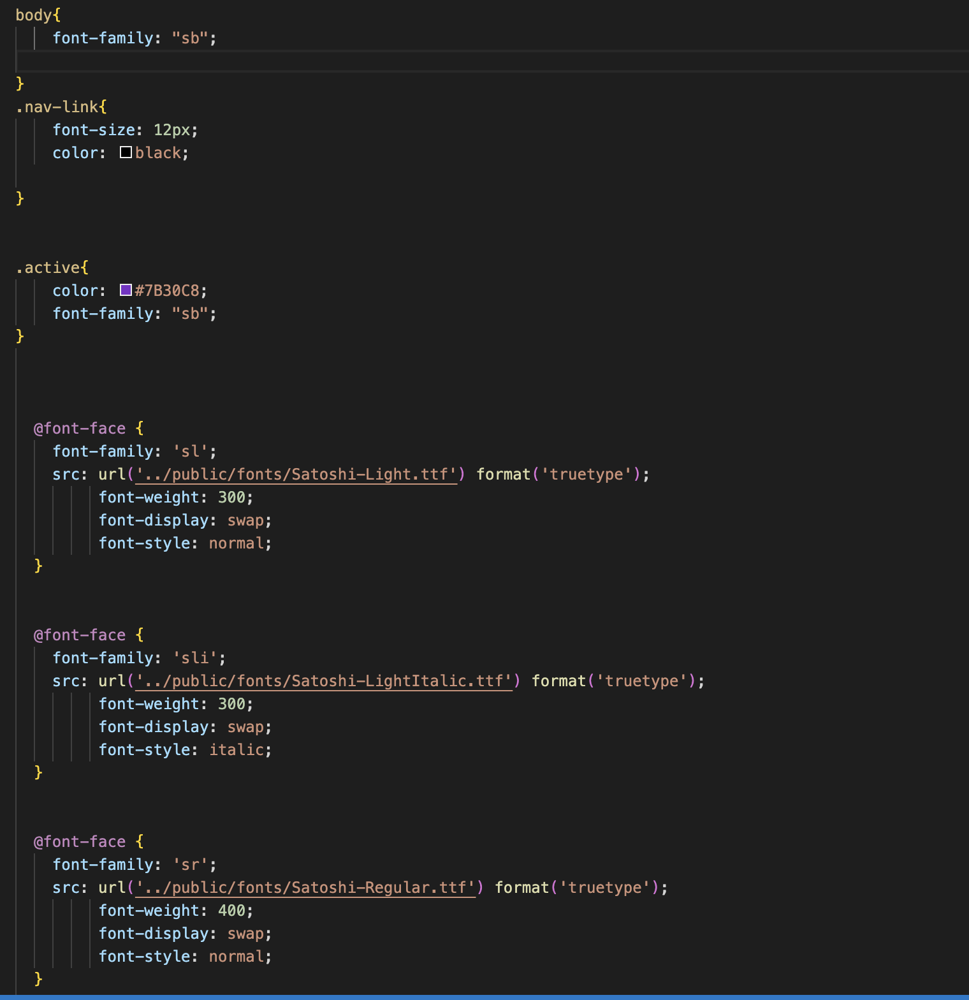 body{
font-family: "sb";
}
.nav-link{
font-size: 12px;
color: black;
}
.active{
color: #7B30C8;
font-family: "sb";
}
@font-face {
font-family: 'sl';
src: url('../public/fonts/Satoshi-Light.ttf') format('truetype');
font-weight: 300;
font-display: swap;
font-style: normal;
}
@font-face {
font-family: 'sli';
src: url('../public/fonts/Satoshi-LightItalic.ttf') format('truetype');
font-weight: 300;
font-display: swap;
font-style: italic;
}
@font-face {
font-family: 'sr';
src: url('../public/fonts/Satoshi-Regular.ttf') format('truetype');
font-weight: 400;
font-display: swap;
font-style: normal;
}